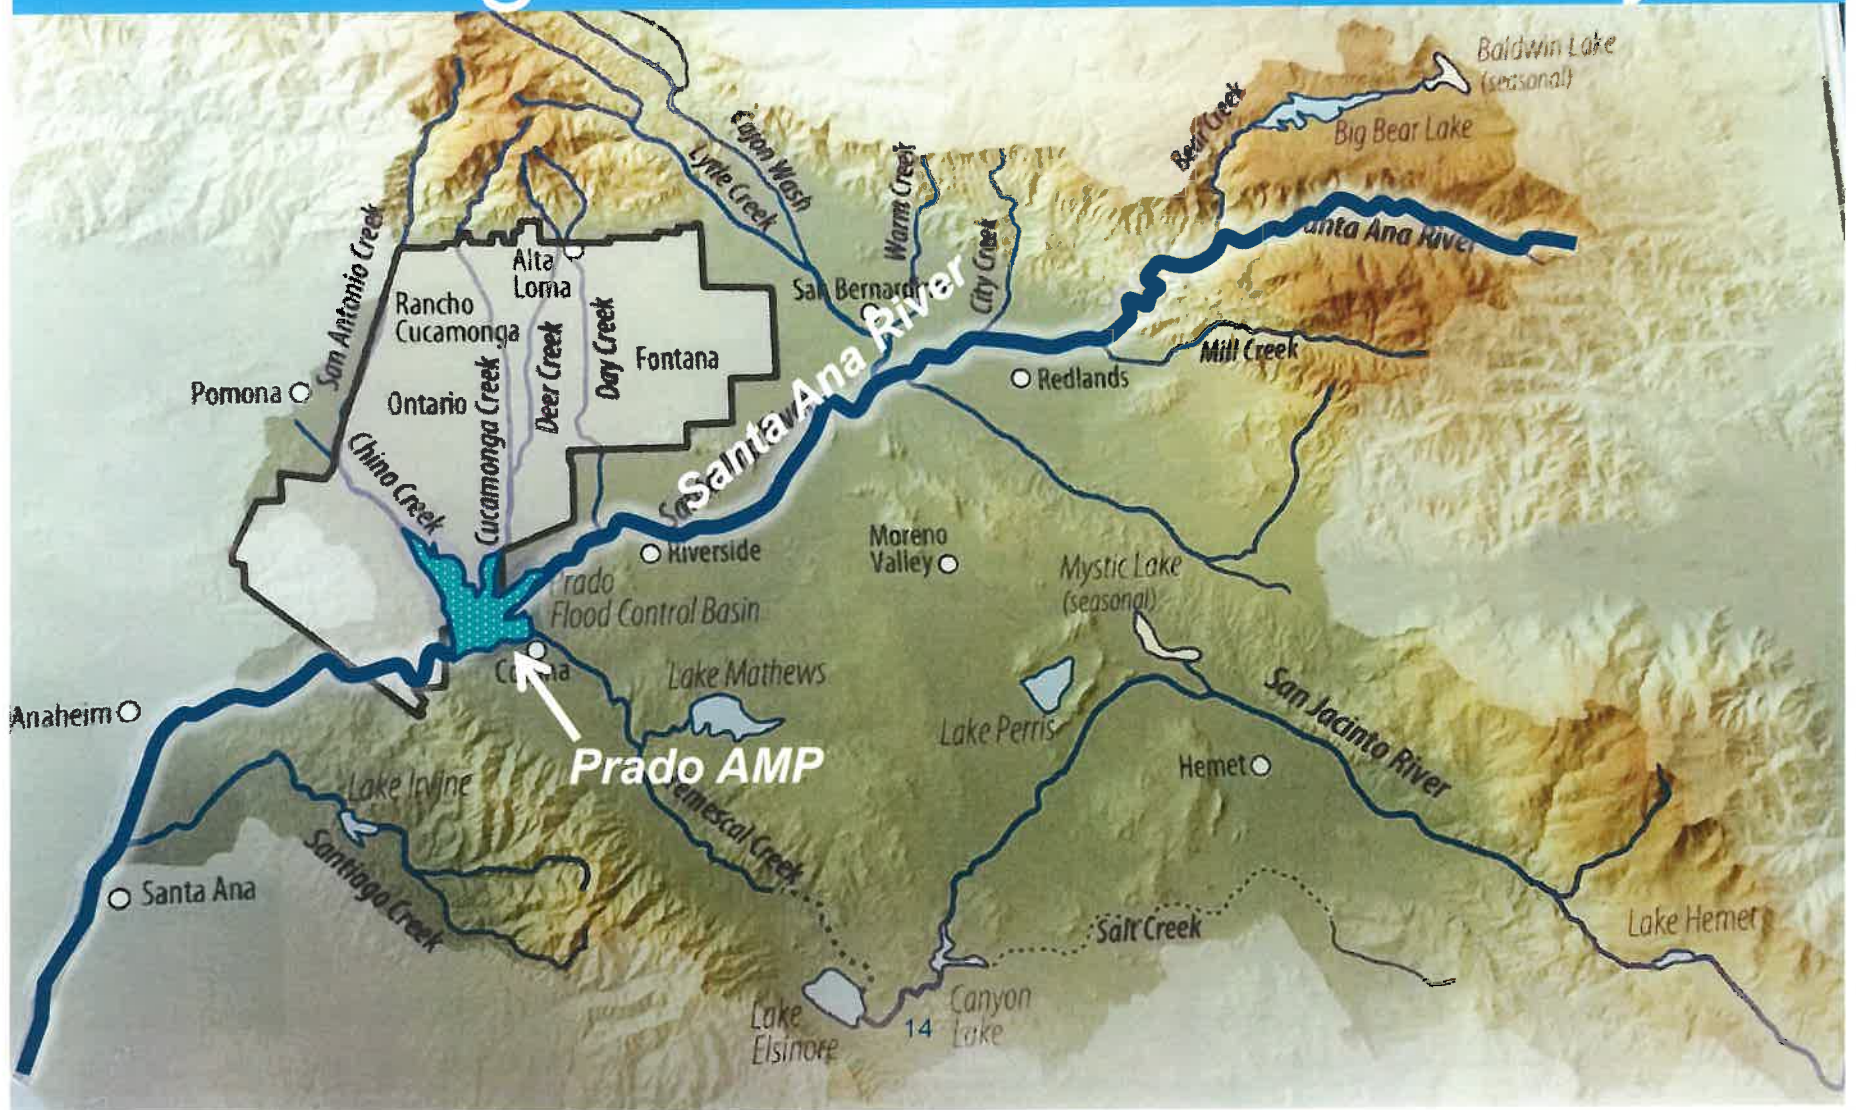 Baldwin Lake
(seasonal)
Big Bear Lake
Bear Creek
Cajon Wash
Lytle Creek
Warm Creek
City Creek
Santa Ana River
San Antonio Creek
Alta
Loma
Rancho
Cucamonga
Ontario
Cucamonga Creek
Deer Creek
Day Creek
Fontana
Pomona
Chino Creek
Mill Creek
Redlands
Santa Ana River
Riverside
Moreno
Valley
Mystic Lake
(seasonal)
Prado
Flood Control Basin
Lake Mathews
Lake Perris
San Jacinto River
Hemet
Anaheim
Prado AMP
Lake Irvine
Temescal Creek
Santiago Creek
Santa Ana
Salt Creek
Lake Hemet
Canyon
Lake
Lake
Elsinore
14